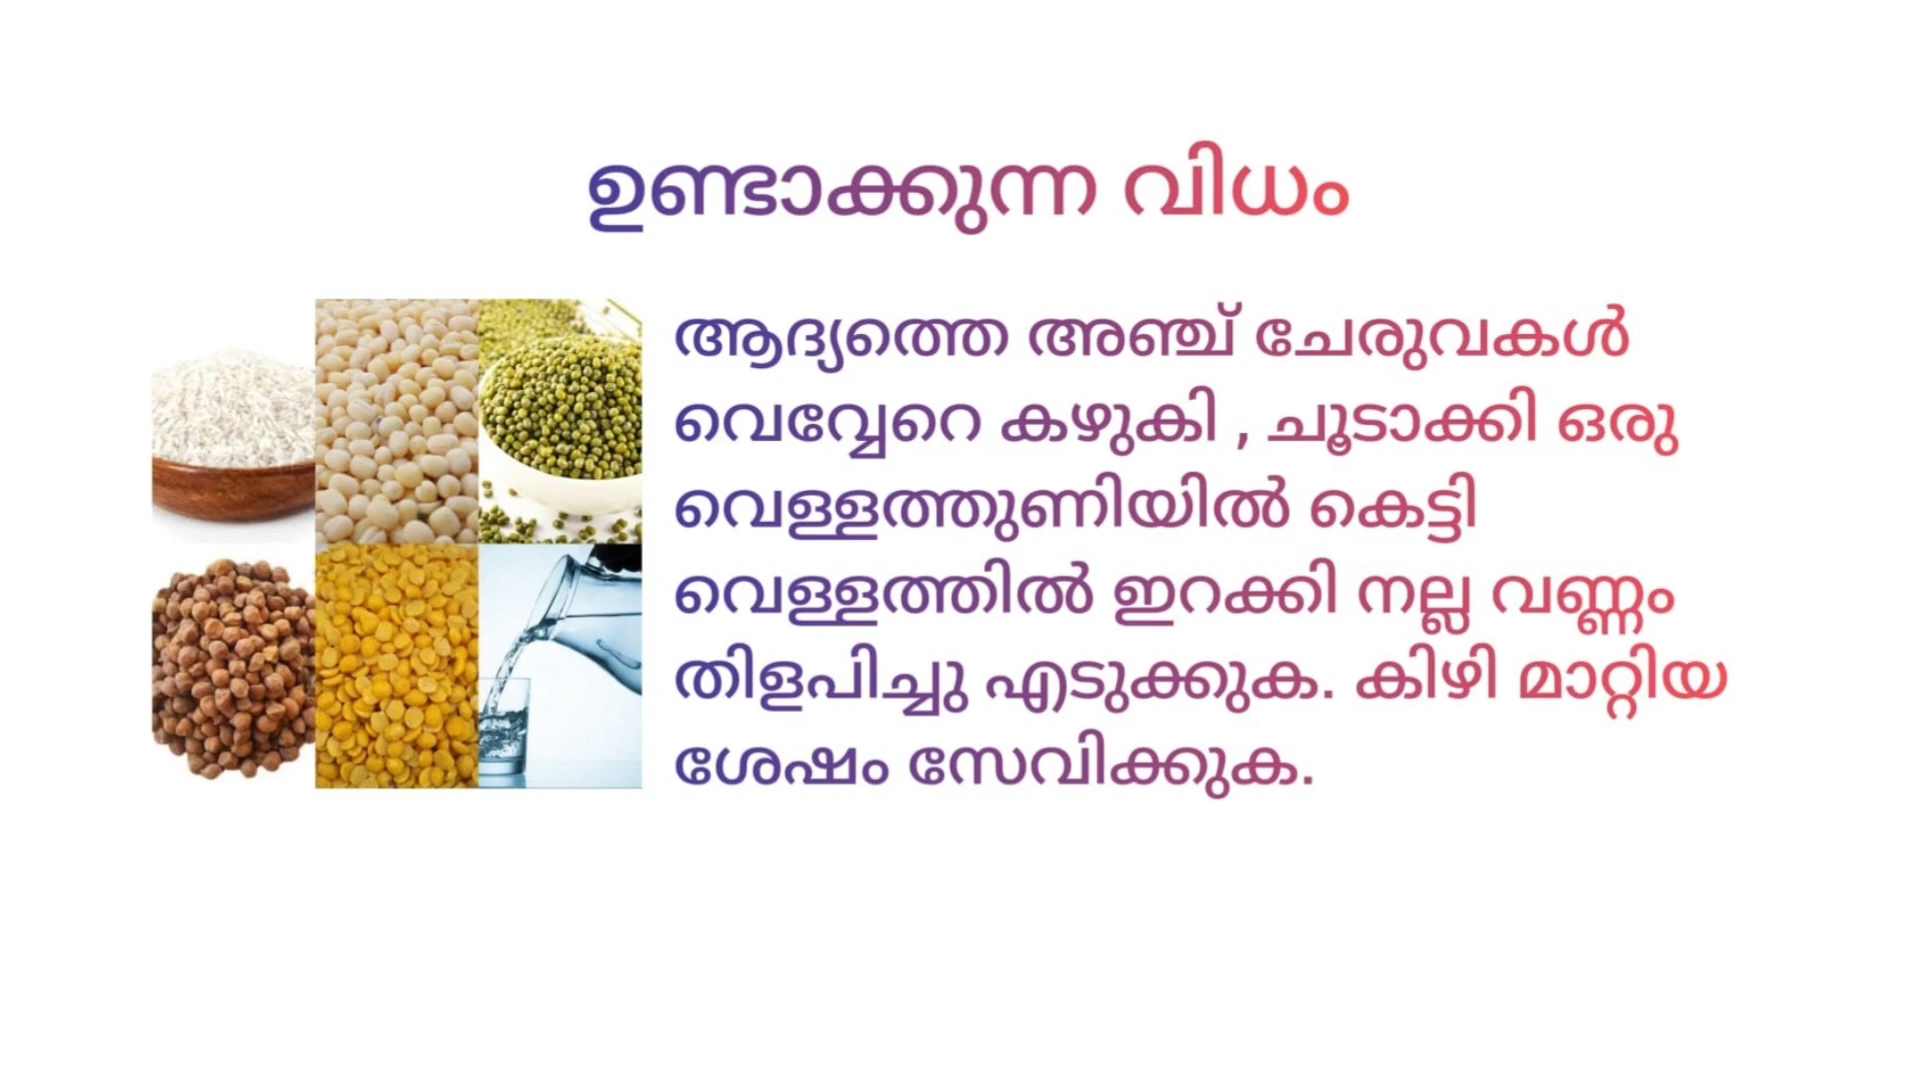 ഉണ്ടാക്കുന്ന വിധം
ആദ്യത്തെ അഞ്ച് ചേരുവകൾ
വെവ്വേറെ കഴുകി , ചൂടാക്കി ഒരു
വെള്ളത്തുണിയിൽ കെട്ടി
വെള്ളത്തിൽ ഇറക്കി നല്ല വണ്ണം
തിളപിച്ചു എടുക്കുക. കിഴി മാറ്റിയ
ശേഷം സേവിക്കുക.